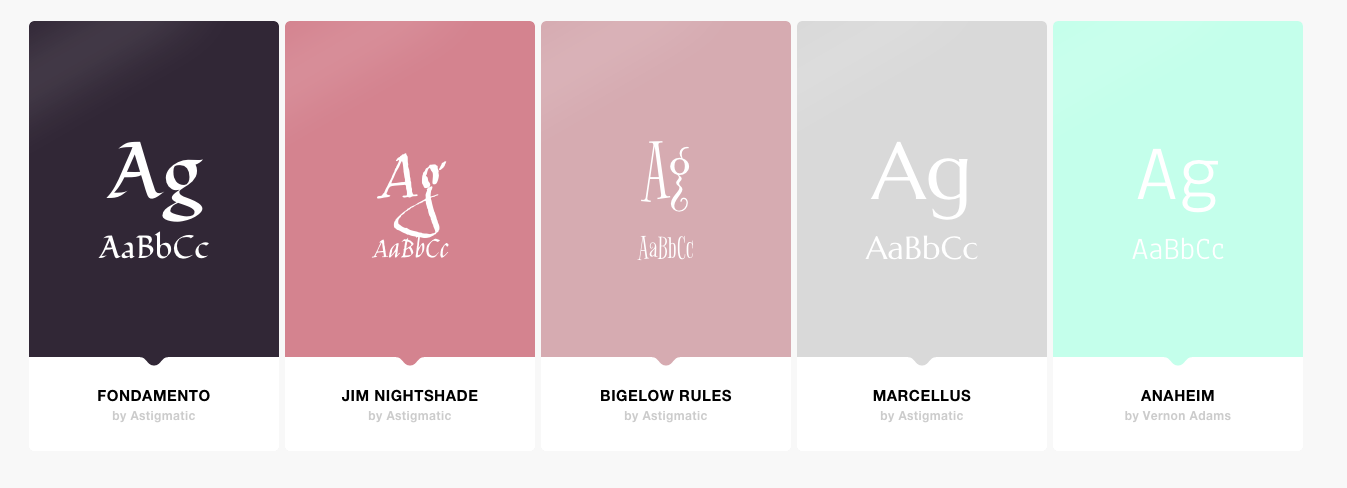 Ag
AaBbCc
FONDAMENTO
by Astigmatic
Ag
AaBbCc
JIM NIGHTSHADE
by Astigmatic
Ag
AaBbCc
BIGELOW RULES
by Astigmatic
Ag
AaBbCc
MARCELLUS
by Astigmatic
Ag
AaBbCc
ANAHEIM
by Vernon Adams